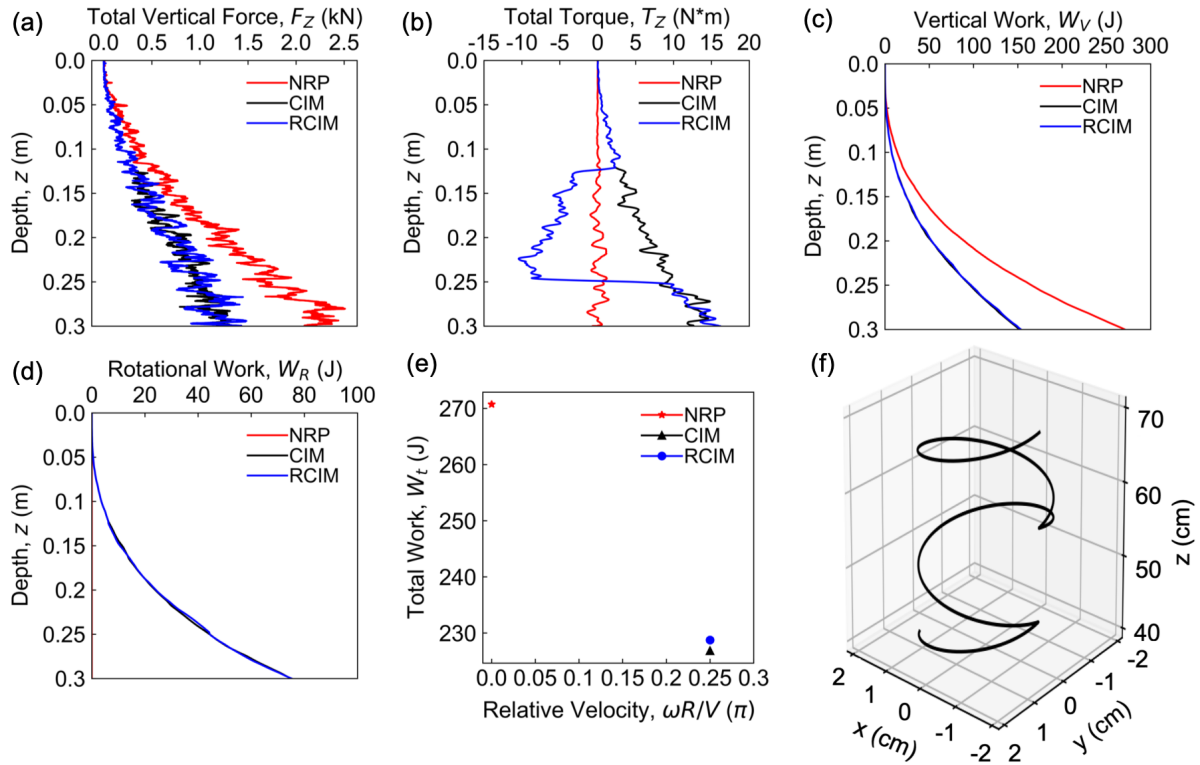 (a)
Total Vertical Force, F_Z (kN)
0.0 0.5 1.0 1.5 2.0 2.5
0.0
0.05
0.1
0.15
0.2
0.25
0.3
Depth, z (m)
NRP
CIM
RCIM
(b)
Total Torque, T_Z (N*m)
-15 -10 -5 0 5 10 15 20
0.0
0.05
0.1
0.15
0.2
0.25
0.3
Depth, z (m)
NRP
CIM
RCIM
(c)
Vertical Work, W_V (J)
0 50 100 150 200 250 300
0.0
0.05
0.1
0.15
0.2
0.25
0.3
Depth, z (m)
NRP
CIM
RCIM
(d)
Rotational Work, W_R (J)
0 20 40 60 80 100
0.0
0.05
0.1
0.15
0.2
0.25
0.3
Depth, z (m)
NRP
CIM
RCIM
(e)
270
260
250
240
230
Total Work, W_t (J)
NRP
CIM
RCIM
0.0 0.05 0.1 0.15 0.20 0.25 0.3
Relative Velocity, ωR/V (π)
(f)
70
60
50
40
z (cm)
2 1 0 -1 -2
x (cm)
2 1 0 -1 -2
y (cm)